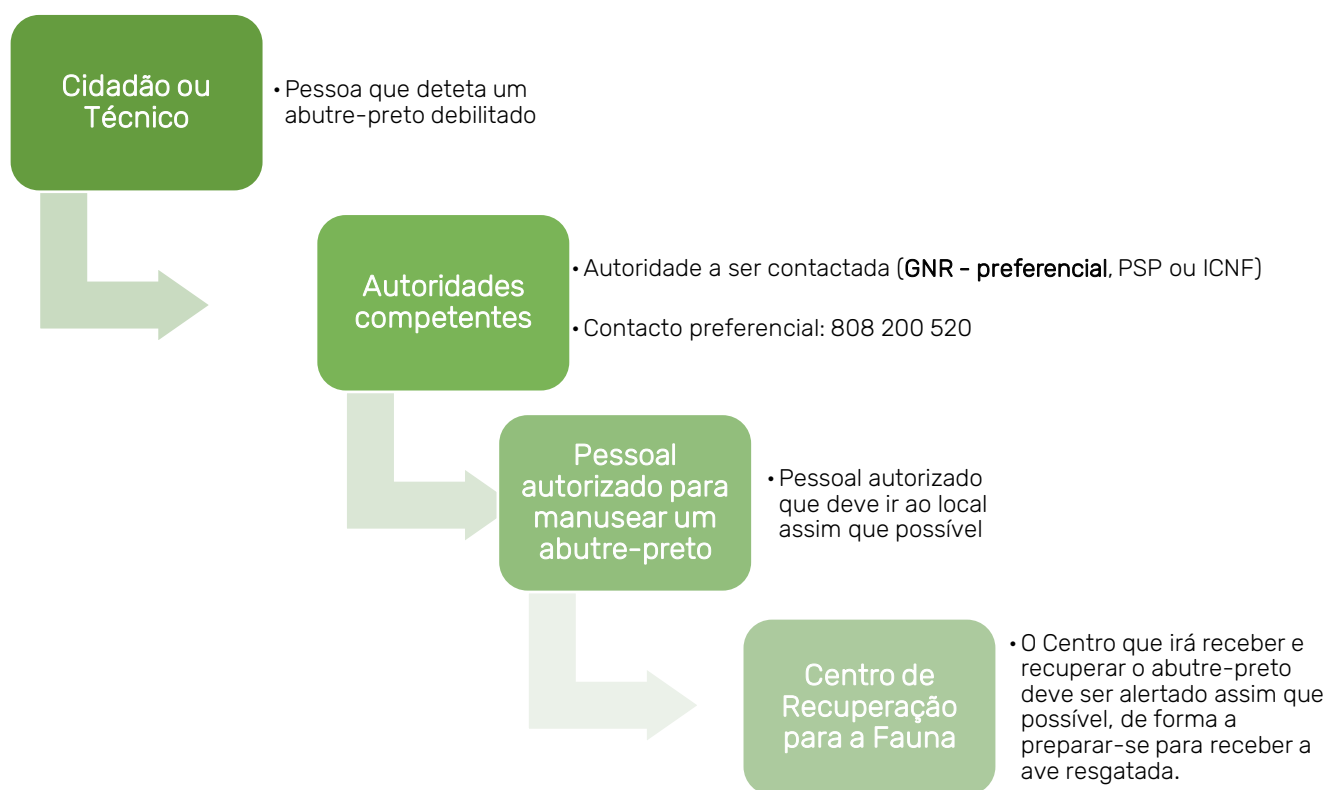 Cidadão ou
Técnico
• Pessoa que deteta um
abutre-preto debilitado
Autoridades
competentes
• Autoridade a ser contactada (GNR - preferencial, PSP ou ICNF)
• Contacto preferencial: 808 200 520
Pessoal
autorizado para
manusear um
abutre-preto
• Pessoal autorizado
que deve ir ao local
assim que possível
Centro de
Recuperação
para a Fauna
• O Centro que irá receber e
recuperar o abutre-preto
deve ser alertado assim que
possível, de forma a
preparar-se para receber a
ave resgatada.